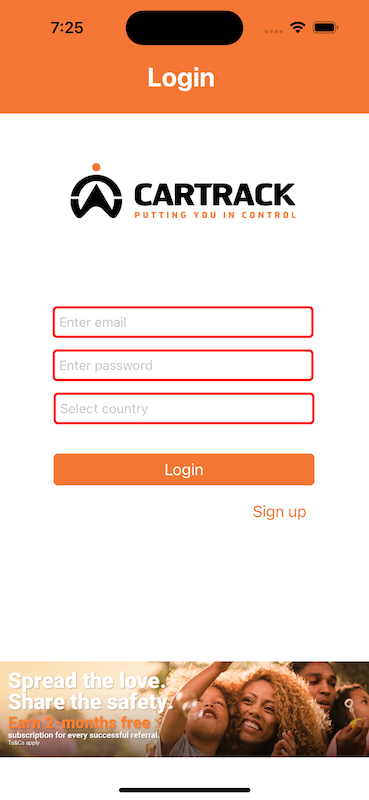 7:25
Login
CARTRACK
PUTTING YOU IN CONTROL
Enter email
Enter password
Select country
Login
Sign up
Spread the love.
Share the safety.
Earn 2-months free
subscription for every successful referral.
Ts&Cs apply